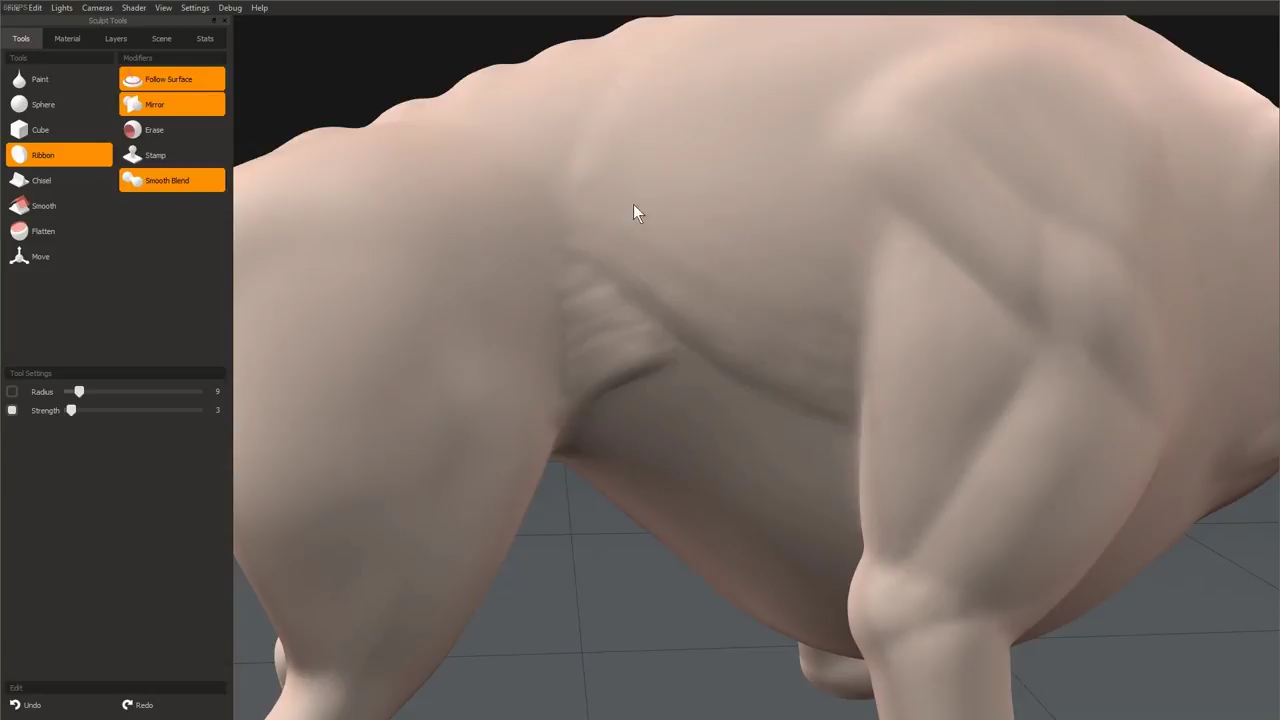 File Edit Lights Cameras Shader View Settings Debug Help
Sculpt Tools
Tools Material Layers Scene Stats
Tools Modifiers
Paint Follow Surface
Sphere Mirror
Cube Erase
Ribbon Stamp
Chisel Smooth Blend
Smooth
Flatten
Move
Tool Settings
Radius 9
Strength 3
Edit
Undo Redo